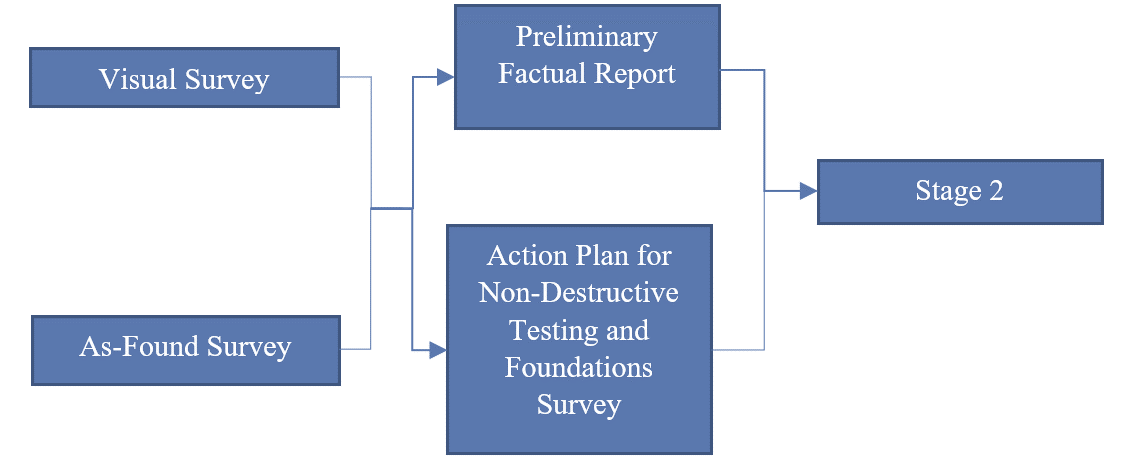 Visual Survey
As-Found Survey
Preliminary
Factual Report
Action Plan for
Non-Destructive
Testing and
Foundations
Survey
Stage 2